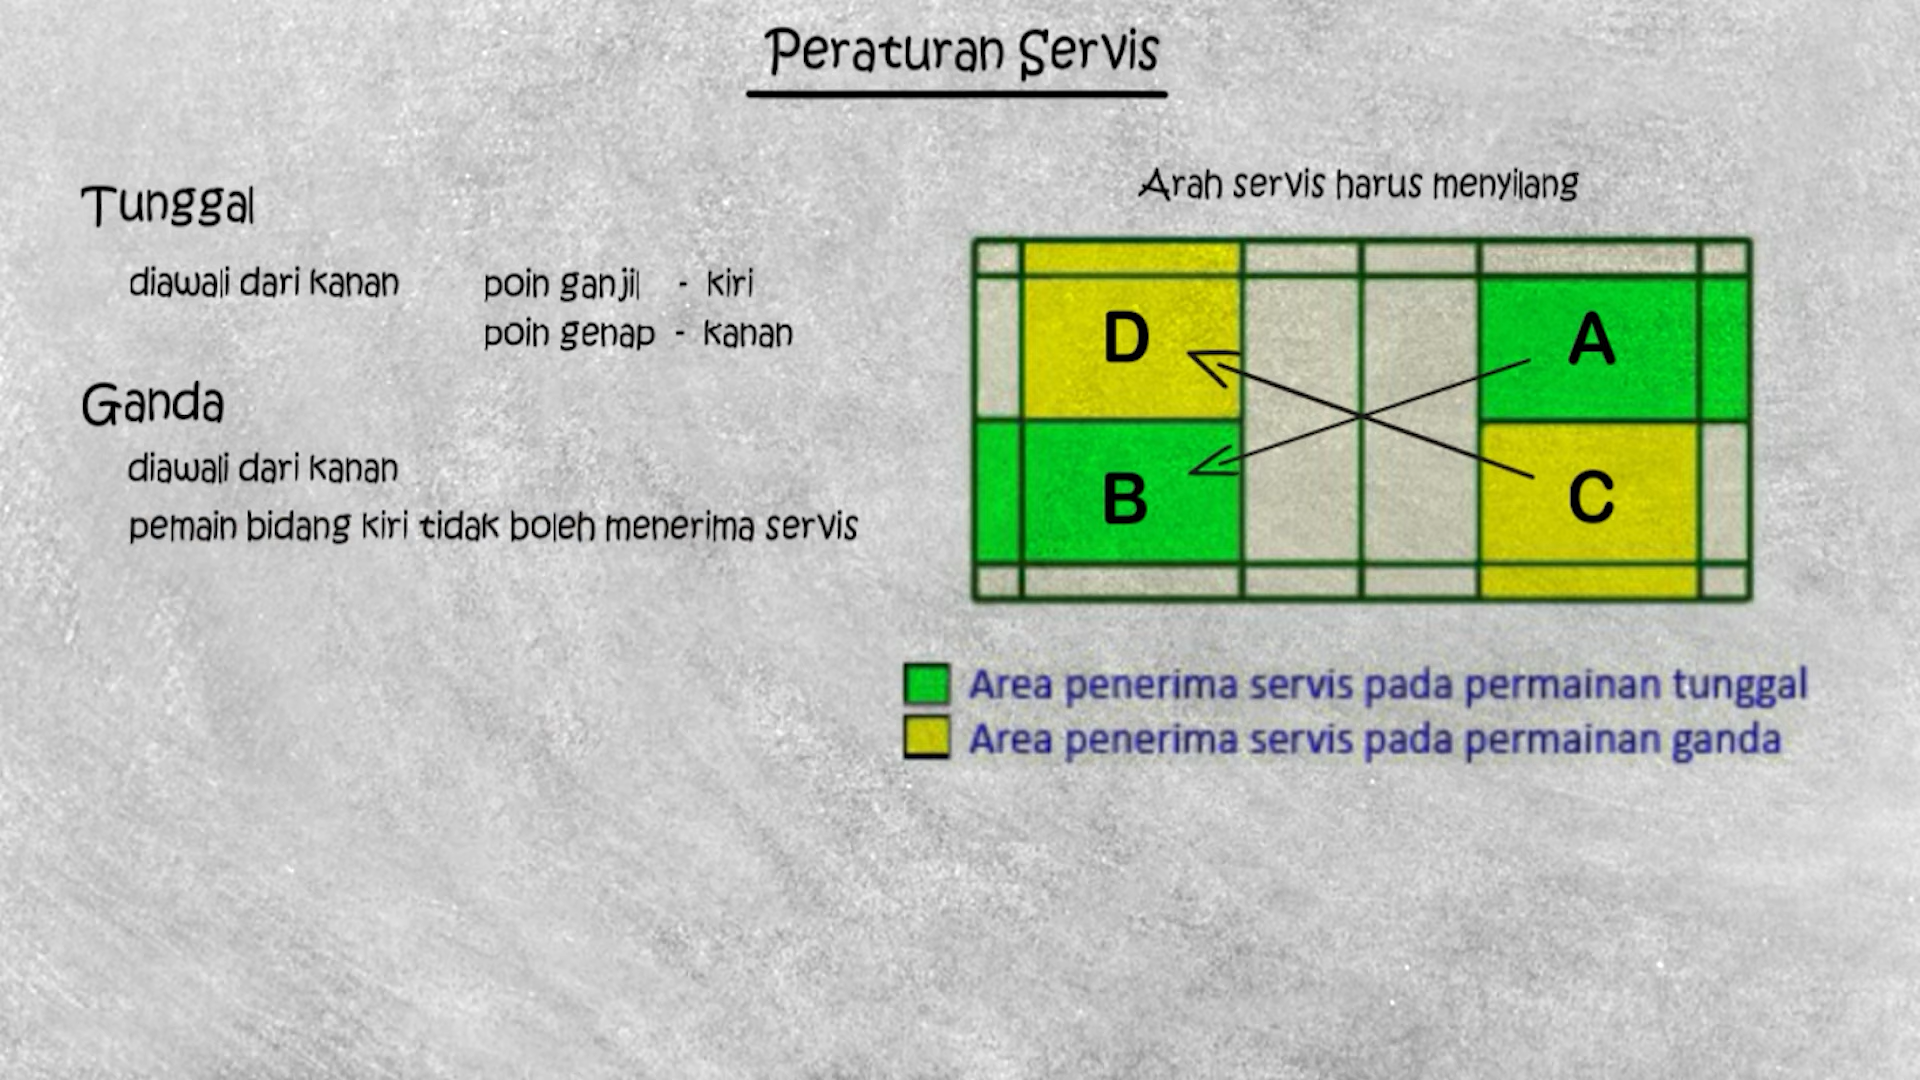 Peraturan Servis
Tunggal
diawali dari kanan
poin ganjil - kiri
poin genap - kanan
Ganda
diawali dari kanan
pemain bidang kiri tidak boleh menerima servis
Arah servis harus menyilang
D
A
B
C
Area penerima servis pada permainan tunggal
Area penerima servis pada permainan ganda